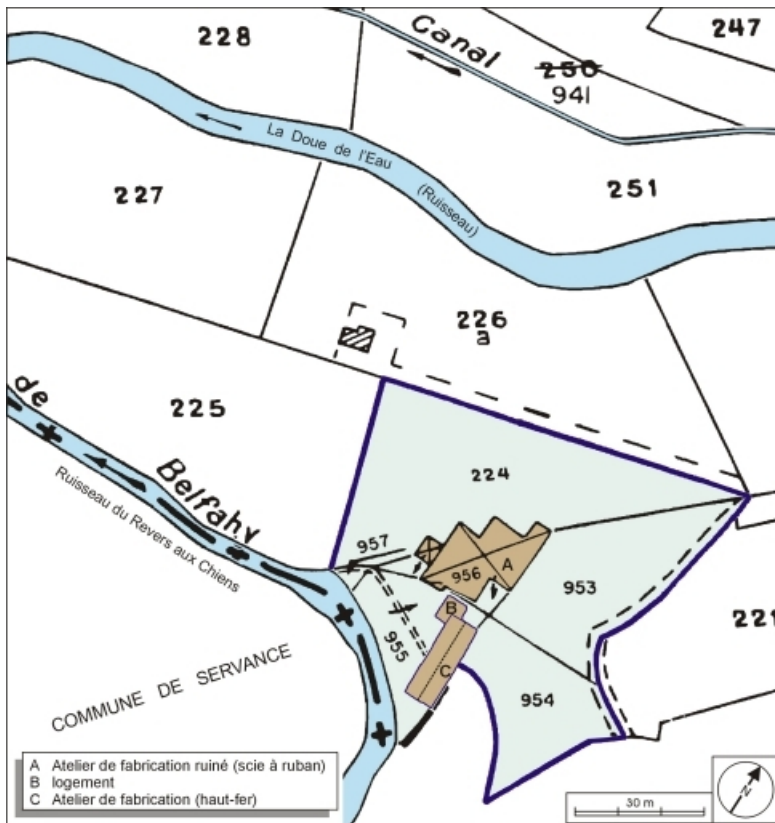 Canal
247
228
250
941
La Doue de l'Eau
(Ruisseau)
227
251
226
a
225
de
Belfahy
Ruisseau du Revers aux Chiens
224
957
956
A
953
B
955
C
221
954
COMMUNE DE SERVANCE
A Atelier de fabrication ruiné (scie à ruban)
B logement
C Atelier de fabrication (haut-fer)
30 m
N